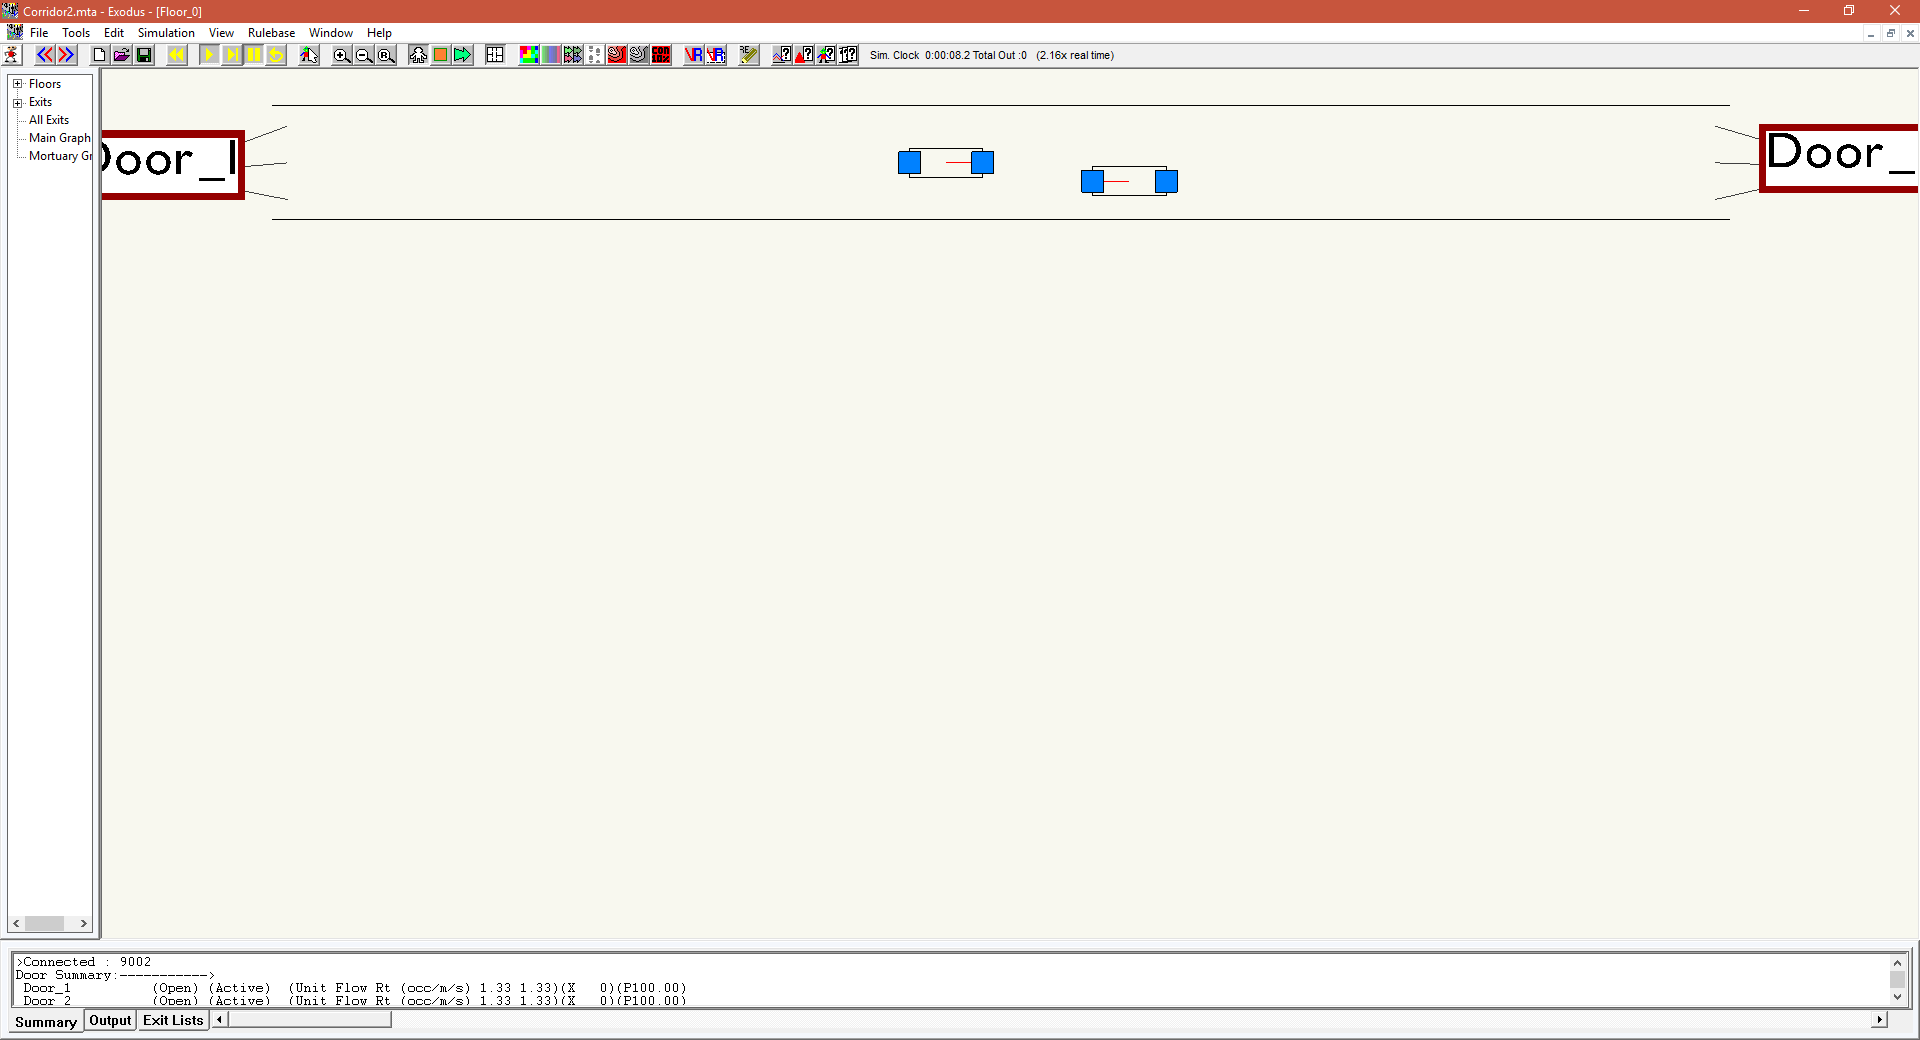 Corridor2.mta - Exodus - [Floor_0]
File Tools Edit Simulation View Rulebase Window Help
Sim. Clock 0:00:08.2 Total Out :0 (2.16x real time)
Floors
Exits
All Exits
Main Graph
Mortuary Gr
Door_1
Door_
>Connected : 9002
Door Summary:----------->
Door_1 (Open) (Active) (Unit Flow Rt (occ/m/s) 1.33 1.33)(X 0)(P100.00)
Door_2 (Open) (Active) (Unit Flow Rt (occ/m/s) 1.33 1.33)(X 0)(P100.00)
Summary Output Exit Lists